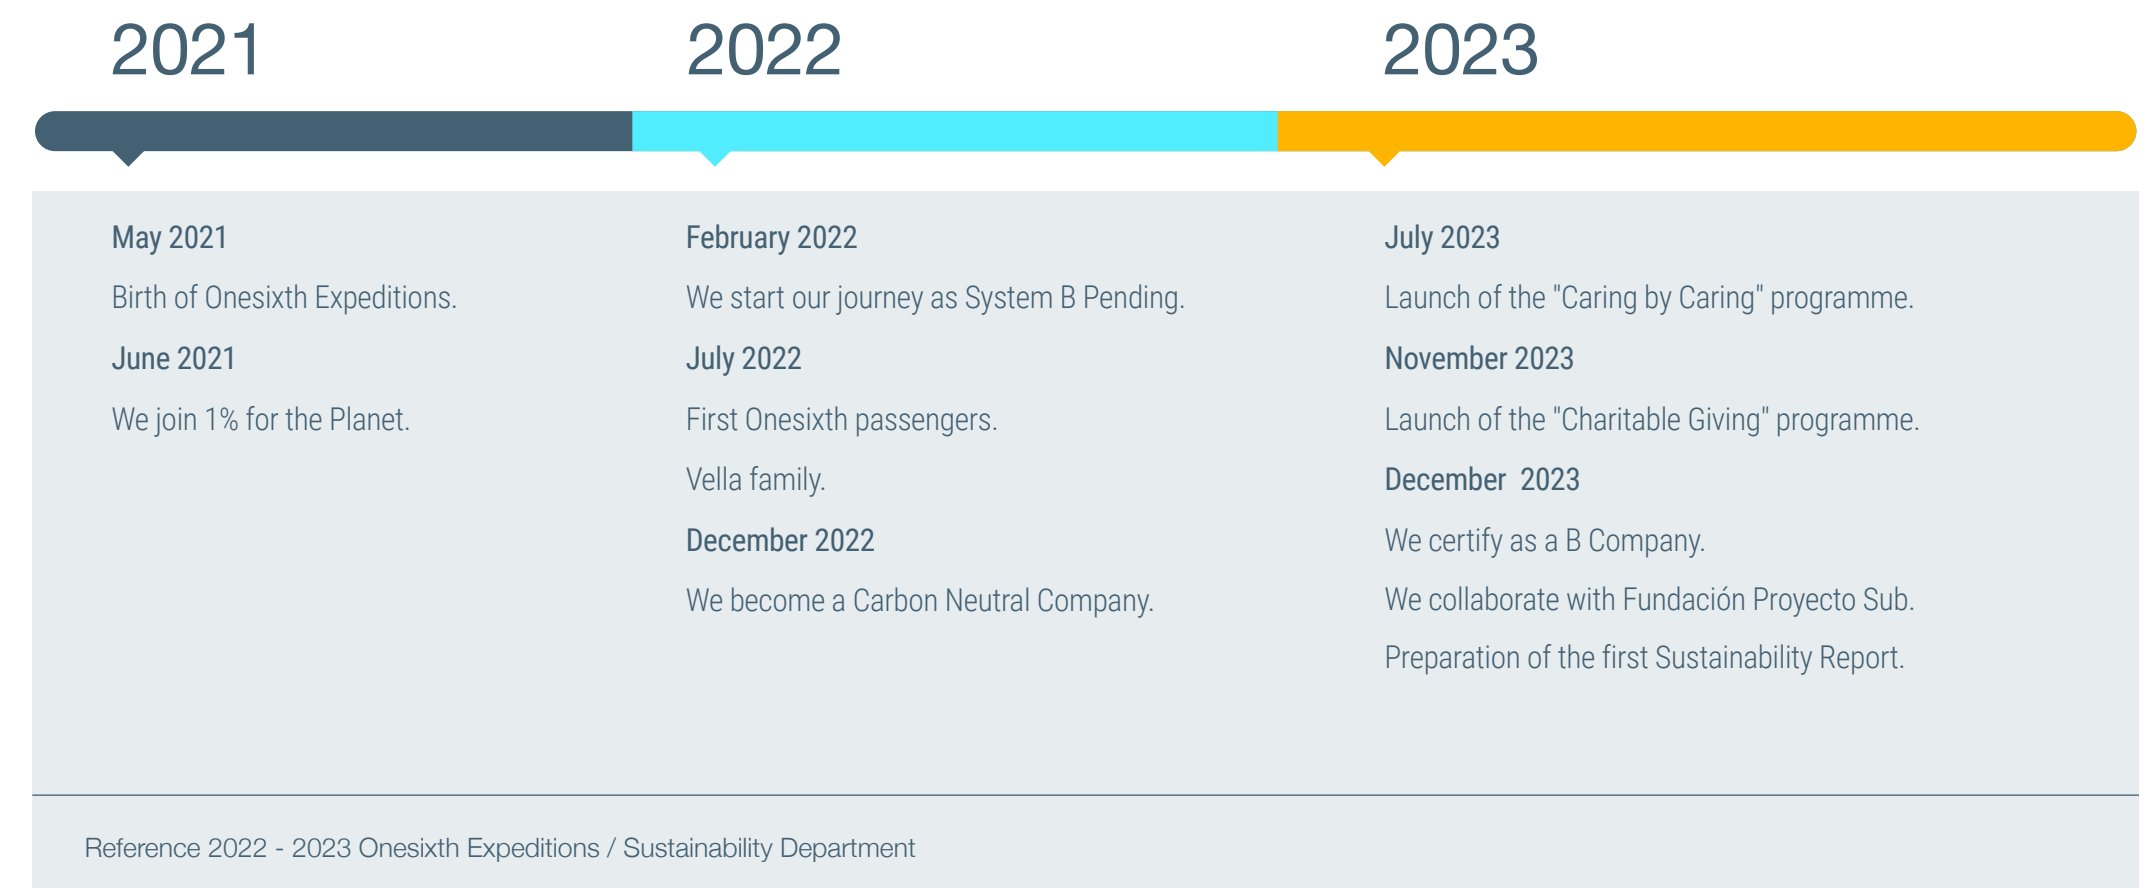 2021
2022
2023
May 2021
Birth of Onesixth Expeditions.
June 2021
We join 1% for the Planet.
February 2022
We start our journey as System B Pending.
July 2022
First Onesixth passengers.
Vella family.
December 2022
We become a Carbon Neutral Company.
July 2023
Launch of the "Caring by Caring" programme.
November 2023
Launch of the "Charitable Giving" programme.
December  2023
We certify as a B Company.
We collaborate with Fundación Proyecto Sub.
Preparation of the first Sustainability Report.
Reference 2022 - 2023 Onesixth Expeditions / Sustainability Department